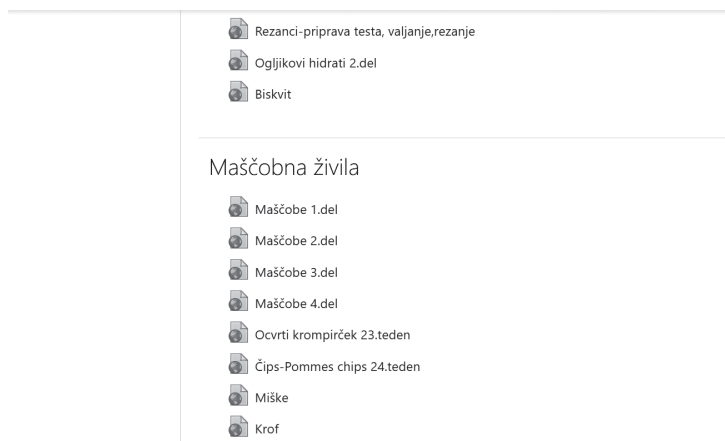 Rezanci-priprava testa, valjanje,rezanje
Ogljikovi hidrati 2.del
Biskvit
Maščobna živila
Maščobe 1.del
Maščobe 2.del
Maščobe 3.del
Maščobe 4.del
Ocvrti krompirček 23.teden
Čips-Pommes chips 24.teden
Miške
Krof